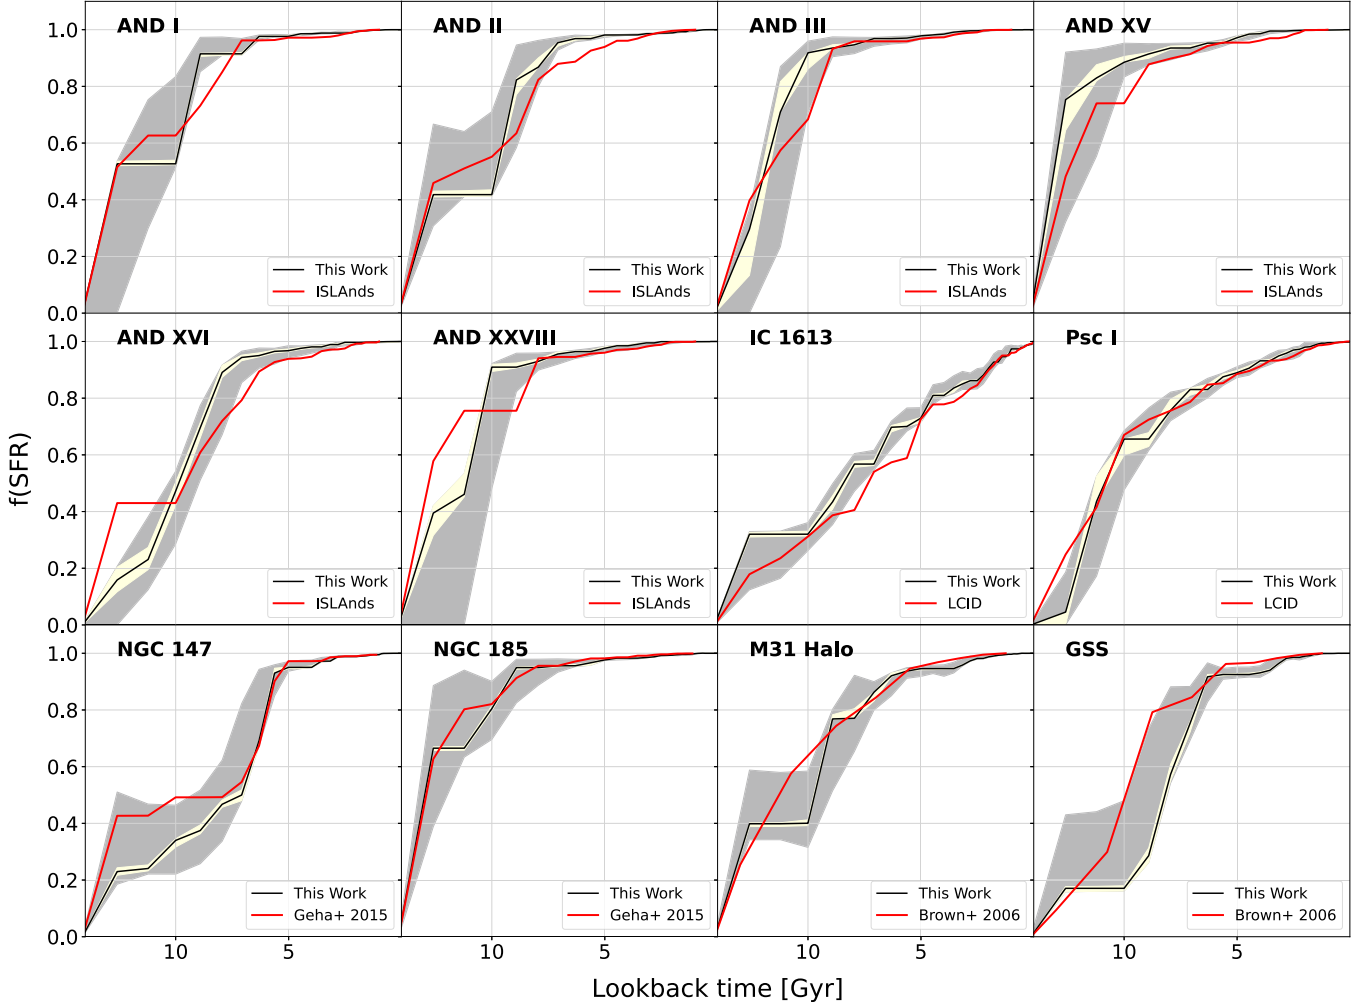 AND I
AND II
AND III
AND XV
1.0
0.8
0.6
0.4
0.2
0.0
This Work
ISLAnds
This Work
ISLAnds
This Work
ISLAnds
This Work
ISLAnds
AND XVI
AND XXVIII
IC 1613
Psc I
1.0
0.8
0.6
0.4
0.2
0.0
f(SFR)
This Work
ISLAnds
This Work
ISLAnds
This Work
LCID
This Work
LCID
NGC 147
NGC 185
M31 Halo
GSS
1.0
0.8
0.6
0.4
0.2
0.0
This Work
Geha+ 2015
This Work
Geha+ 2015
This Work
Brown+ 2006
This Work
Brown+ 2006
10 5
10 5
10 5
10 5
Lookback time [Gyr]